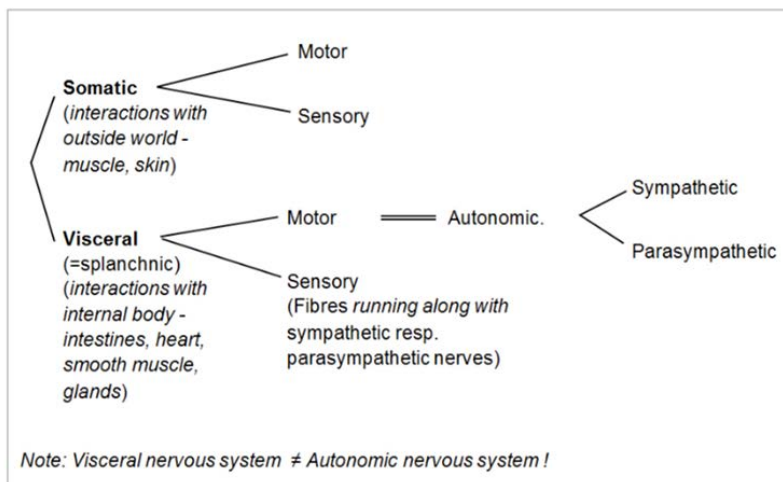 Motor
Somatic
(interactions with
outside world -
muscle, skin)
Sensory
Visceral
(=splanchnic)
(interactions with
internal body -
intestines, heart,
smooth muscle,
glands)
Motor
Autonomic.
Sympathetic
Parasympathetic
Sensory
(Fibres running along with
sympathetic resp.
parasympathetic nerves)
Note: Visceral nervous system ≠ Autonomic nervous system !